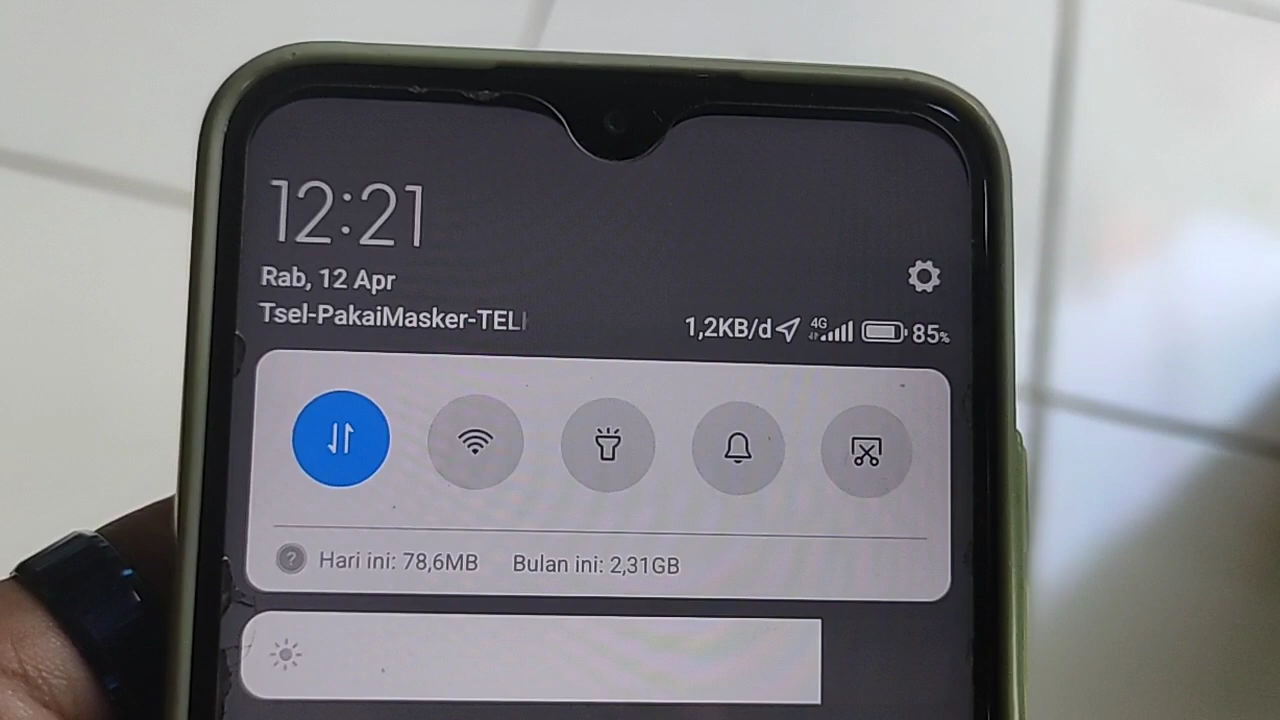 12:21
Rab, 12 Apr
Tsel-PakaiMasker-TEL
1,2KB/d 4G 85%
Hari ini: 78,6MB Bulan ini: 2,31GB